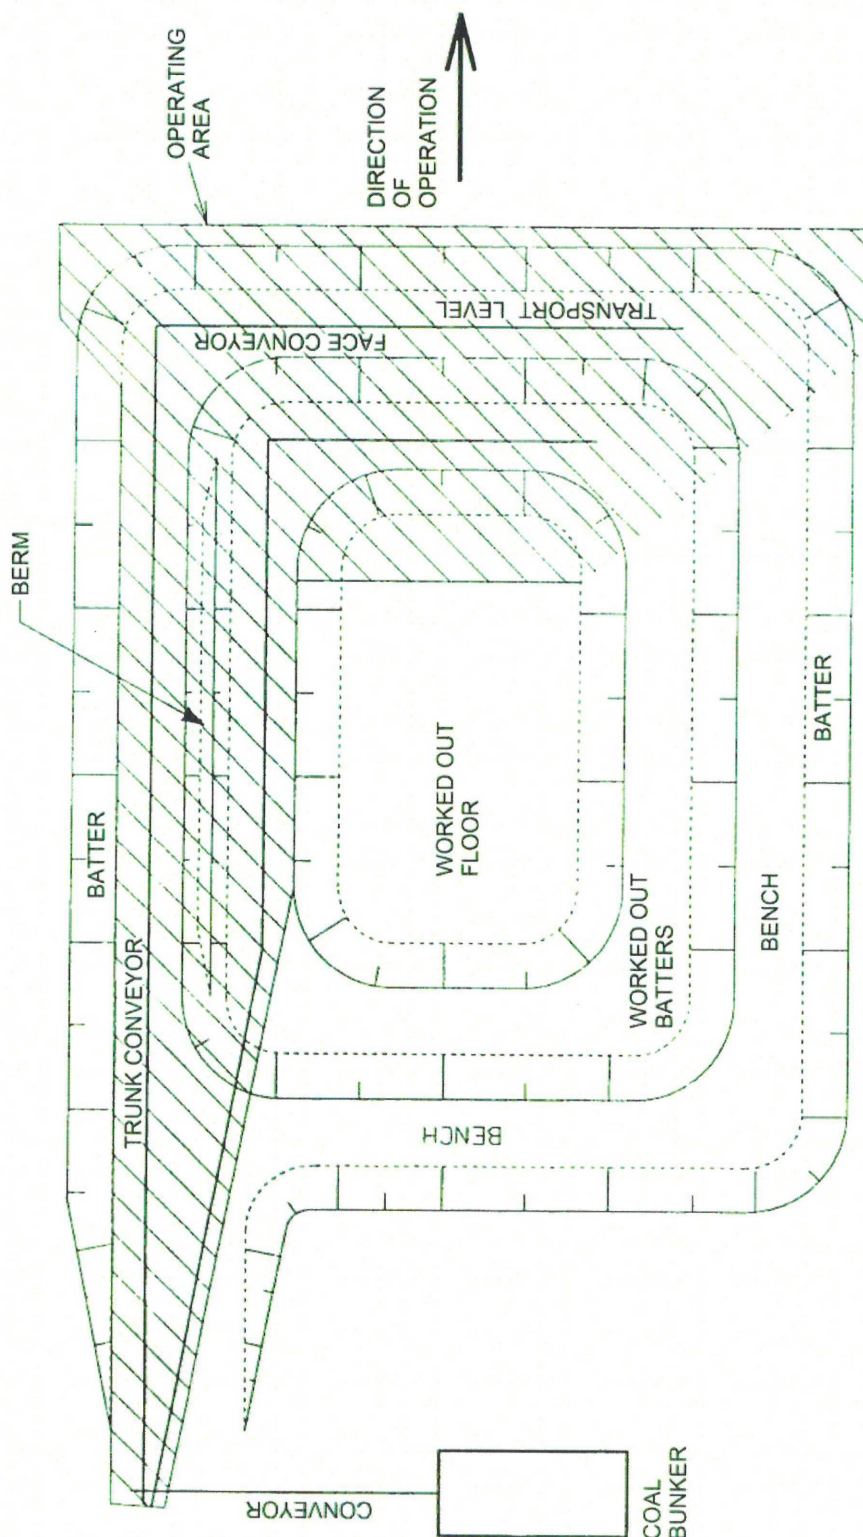 OPERATING
AREA
DIRECTION
OF
OPERATION
BERM
TRANSPORT LEVEL
FACE CONVEYOR
BATTER
TRUNK CONVEYOR
WORKED OUT
FLOOR
WORKED OUT
BATTERS
BATTER
BENCH
BENCH
CONVEYOR
COAL
BUNKER